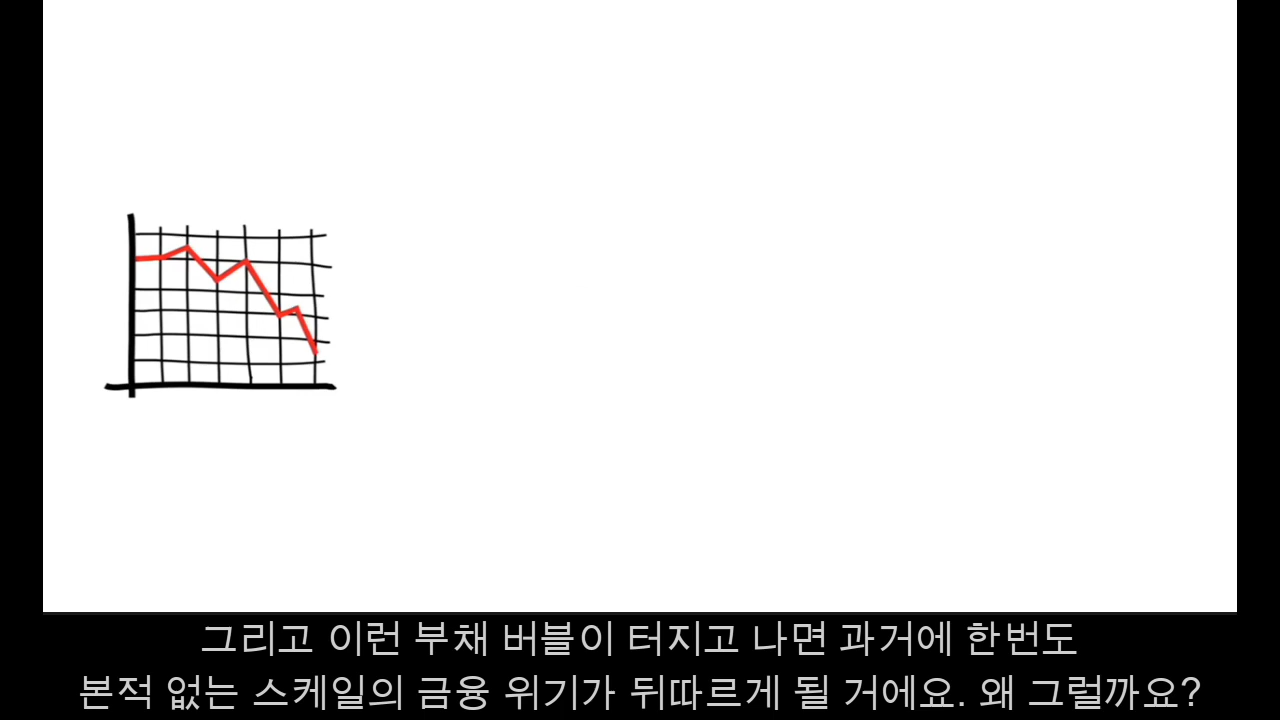 그리고 이런 부채 버블이 터지고 나면 과거에 한번도
본적 없는 스케일의 금융 위기가 뒤따르게 될 거에요. 왜 그럴까요?